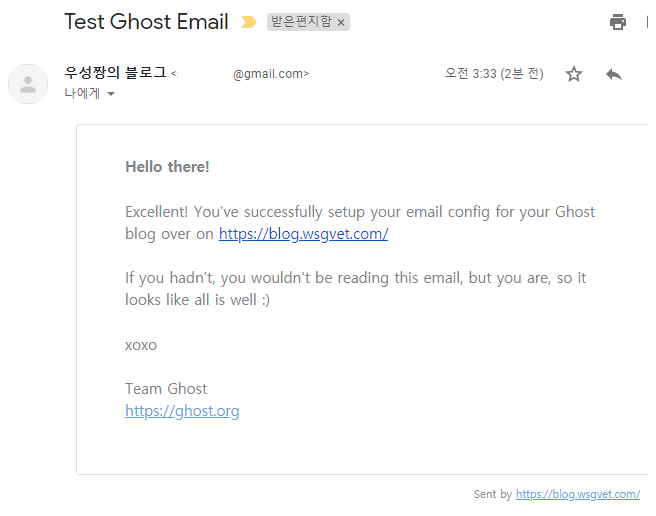 Test Ghost Email 받은편지함 ×
우성짱의 블로그 < @gmail.com> 오전 3:33 (2분 전)
나에게
Hello there!
Excellent! You've successfully setup your email config for your Ghost
blog over on https://blog.wsgvet.com/
If you hadn't, you wouldn't be reading this email, but you are, so it
looks like all is well :)
xoxo
Team Ghost
https://ghost.org
Sent by https://blog.wsgvet.com/